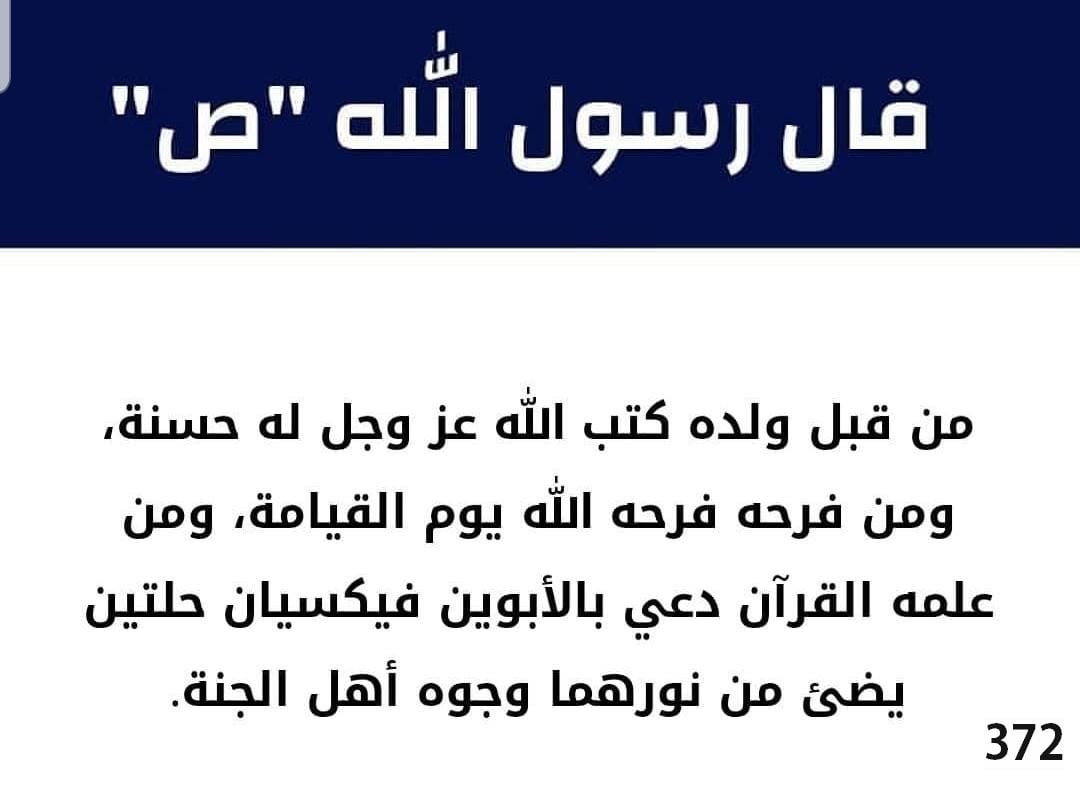 قال رسول الله "ص"
من قبل ولده كتب الله عز وجل له حسنة،
ومن فرحه فرحه الله يوم القيامة، ومن
علمه القرآن دعي بالأبوين فيكسيان حلتين
يضئ من نورهما وجوه أهل الجنة.
372